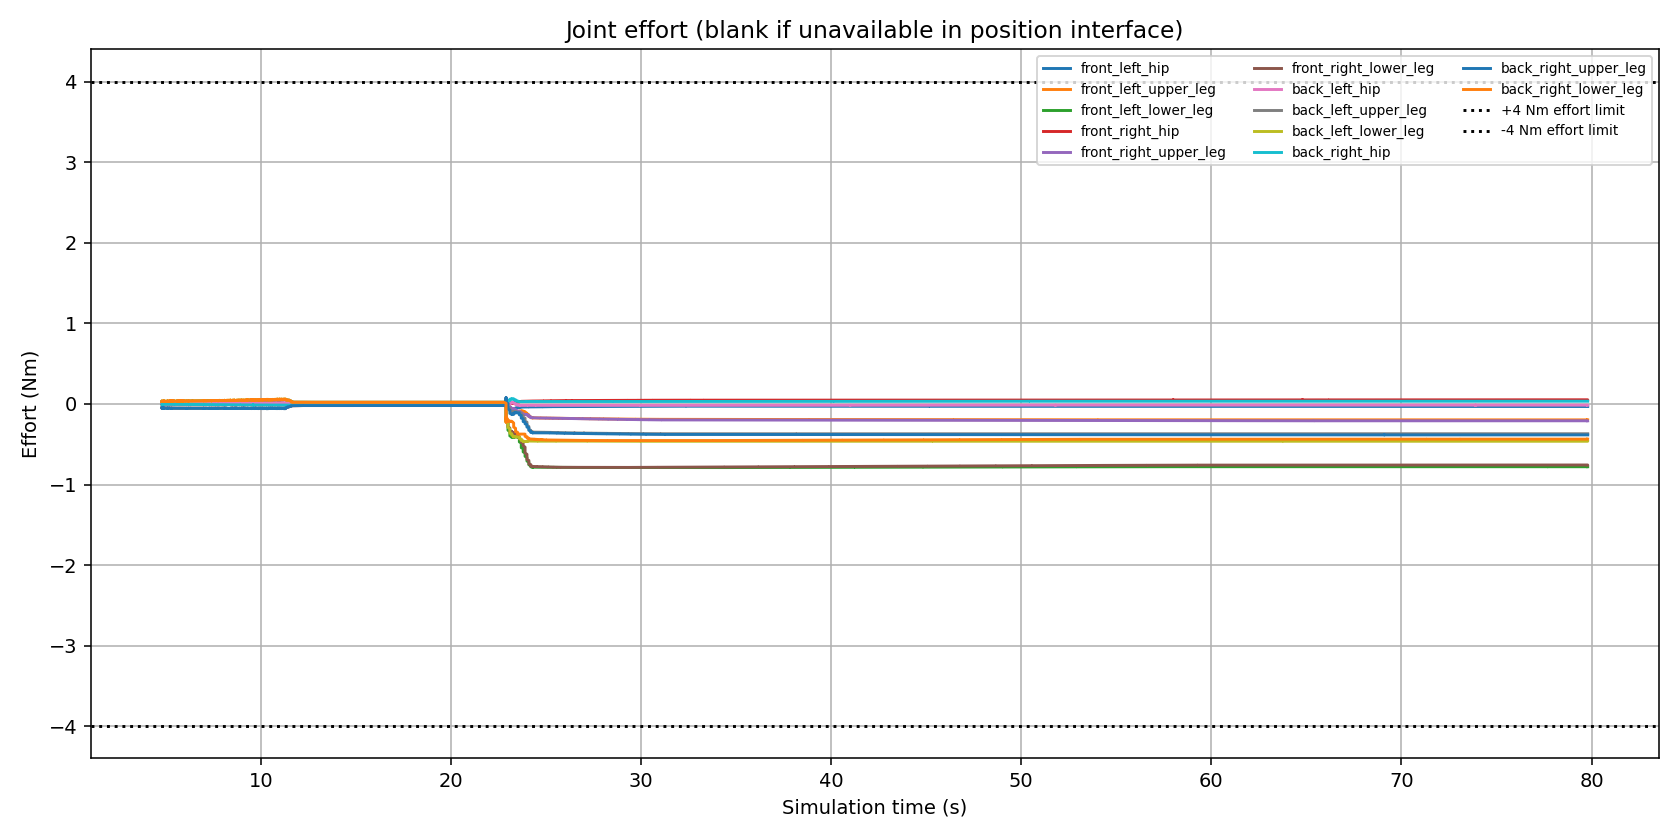 Joint effort (blank if unavailable in position interface)
front_left_hip
front_left_upper_leg
front_left_lower_leg
front_right_hip
front_right_upper_leg
front_right_lower_leg
back_left_hip
back_left_upper_leg
back_left_lower_leg
back_right_hip
back_right_upper_leg
back_right_lower_leg
+4 Nm effort limit
-4 Nm effort limit
Effort (Nm)
4
3
2
1
0
−1
−2
−3
−4
10 20 30 40 50 60 70 80
Simulation time (s)